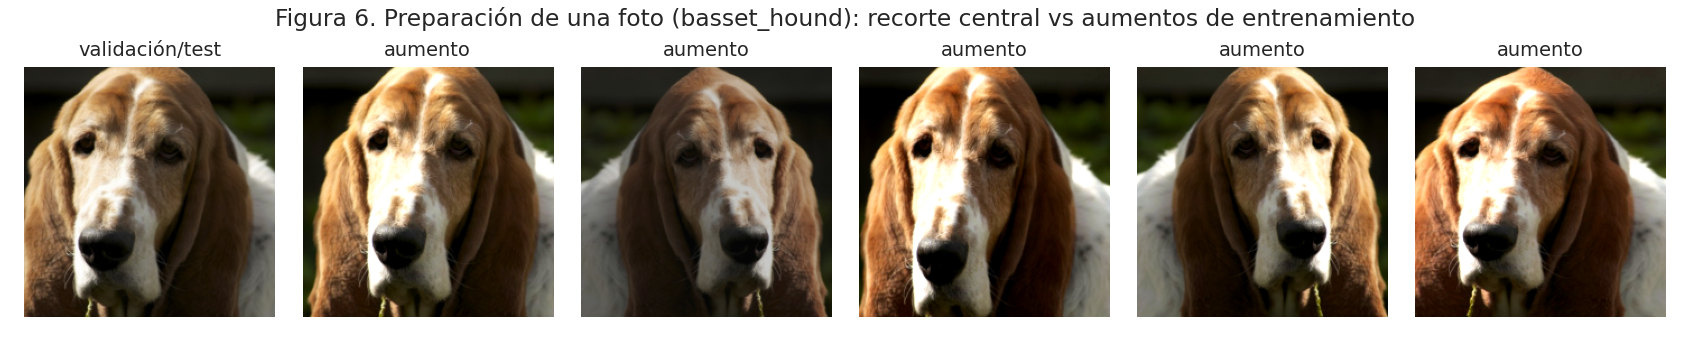 Figura 6. Preparación de una foto (basset_hound): recorte central vs aumentos de entrenamiento
validación/test
aumento
aumento
aumento
aumento
aumento